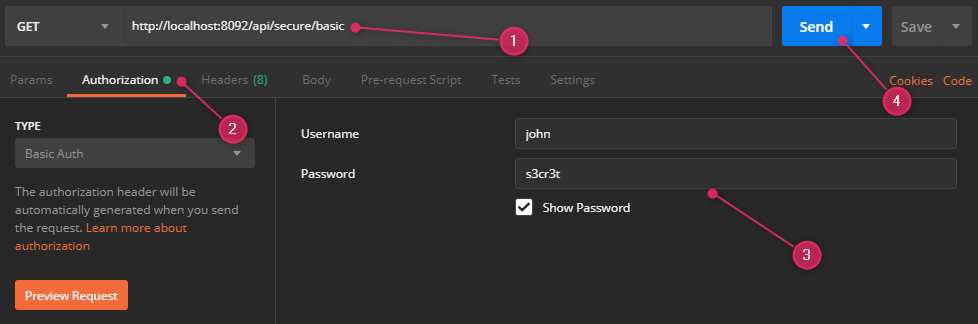 GET http://localhost:8092/api/secure/basic Send Save
1
4
Params Authorization Headers (8) Body Pre-request Script Tests Settings Cookies Code
2
TYPE
Basic Auth
The authorization header will be
automatically generated when you send
the request. Learn more about
authorization
Preview Request
Username john
Password s3cr3t
Show Password
3